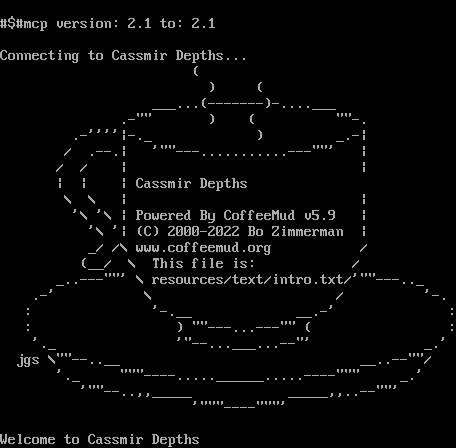 #$#mcp version: 2.1 to: 2.1
Connecting to Cassmir Depths...
Cassmir Depths
Powered By CoffeeMud v5.9
(C) 2000-2022 Bo Zimmerman
www.coffeemud.org
This file is:
resources/text/intro.txt
jgs
Welcome to Cassmir Depths